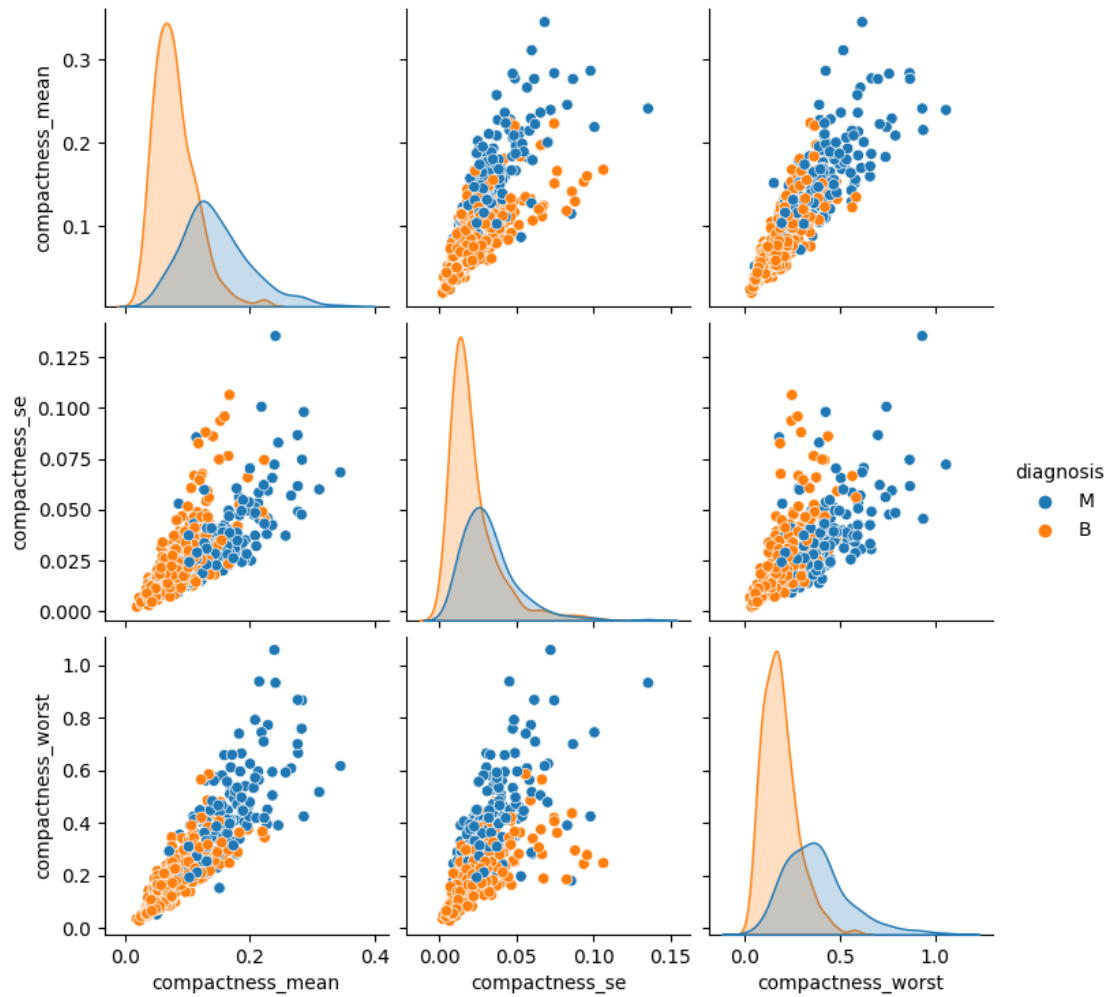 compactness_mean
0.3
0.2
0.1
compactness_se
0.125
0.100
0.075
0.050
0.025
0.000
diagnosis
M
B
compactness_worst
1.0
0.8
0.6
0.4
0.2
0.0
0.0 0.2 0.4 0.00 0.05 0.10 0.15 0.0 0.5 1.0
compactness_mean compactness_se compactness_worst